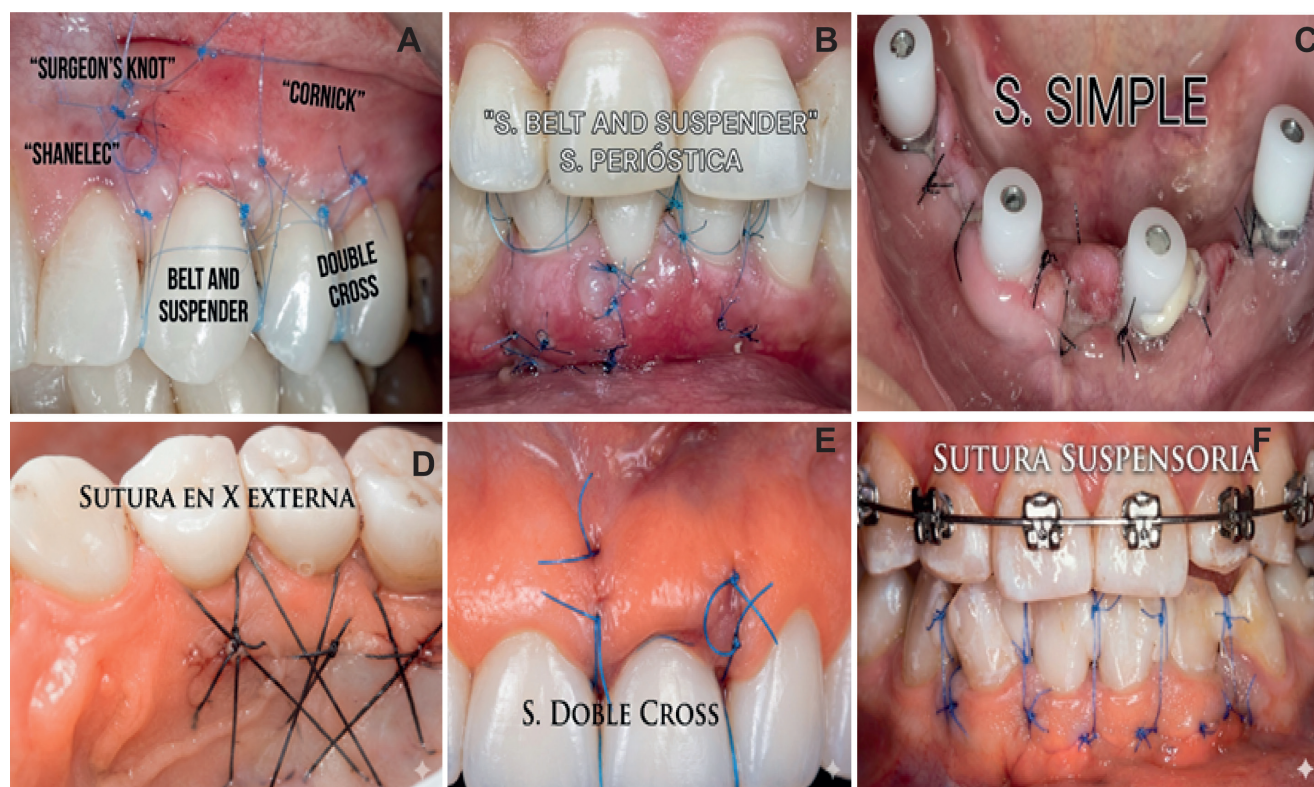 A
"SURGEON'S KNOT"
"CORNICK"
"SHANELEC"
BELT AND
SUSPENDER
DOUBLE
CROSS
B
"S. BELT AND SUSPENDER"
S. PERIÓSTICA
C
S. SIMPLE
D
SUTURA EN X EXTERNA
E
S. DOBLE CROSS
F
SUTURA SUSPENSORIA